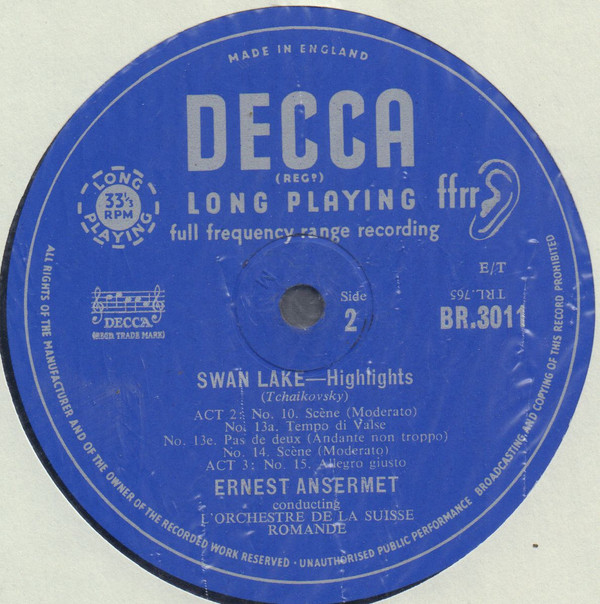 MADE IN ENGLAND
DECCA
(REGD)
LONG PLAYING
full frequency range recording
ffrr
LONG
33⅓
RPM
PLAYING
E/T
TRL.765
BR.3011
Side
2
M
DECCA
(REGD. TRADE MARK)
SWAN LAKE—Highlights
(Tchaikovsky)
ACT 2: No. 10. Scène (Moderato)
No. 13a. Tempo di Valse
No. 13e. Pas de deux (Andante non troppo)
No. 14. Scène (Moderato)
ACT 3: No. 15. Allegro giusto
ERNEST ANSERMET
conducting
L'ORCHESTRE DE LA SUISSE
ROMANDE
ALL RIGHTS OF THE MANUFACTURER AND OF THE OWNER OF THE RECORDED WORK RESERVED · UNAUTHORISED PUBLIC PERFORMANCE BROADCASTING AND COPYING OF THIS RECORD PROHIBITED